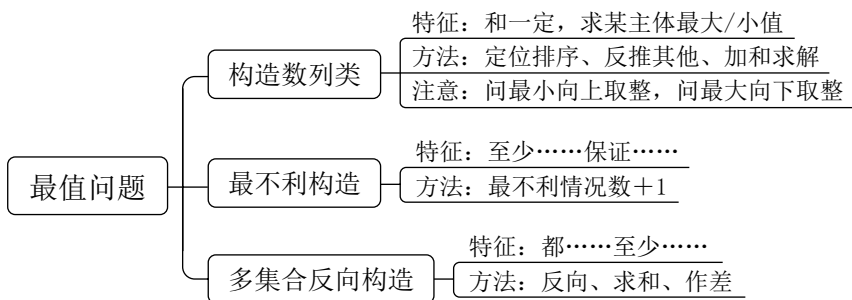 最值问题
构造数列类
特征：和一定，求某主体最大/小值
方法：定位排序、反推其他、加和求解
注意：问最小向上取整，问最大向下取整
最不利构造
特征：至少……保证……
方法：最不利情况数＋1
多集合反向构造
特征：都……至少……
方法：反向、求和、作差